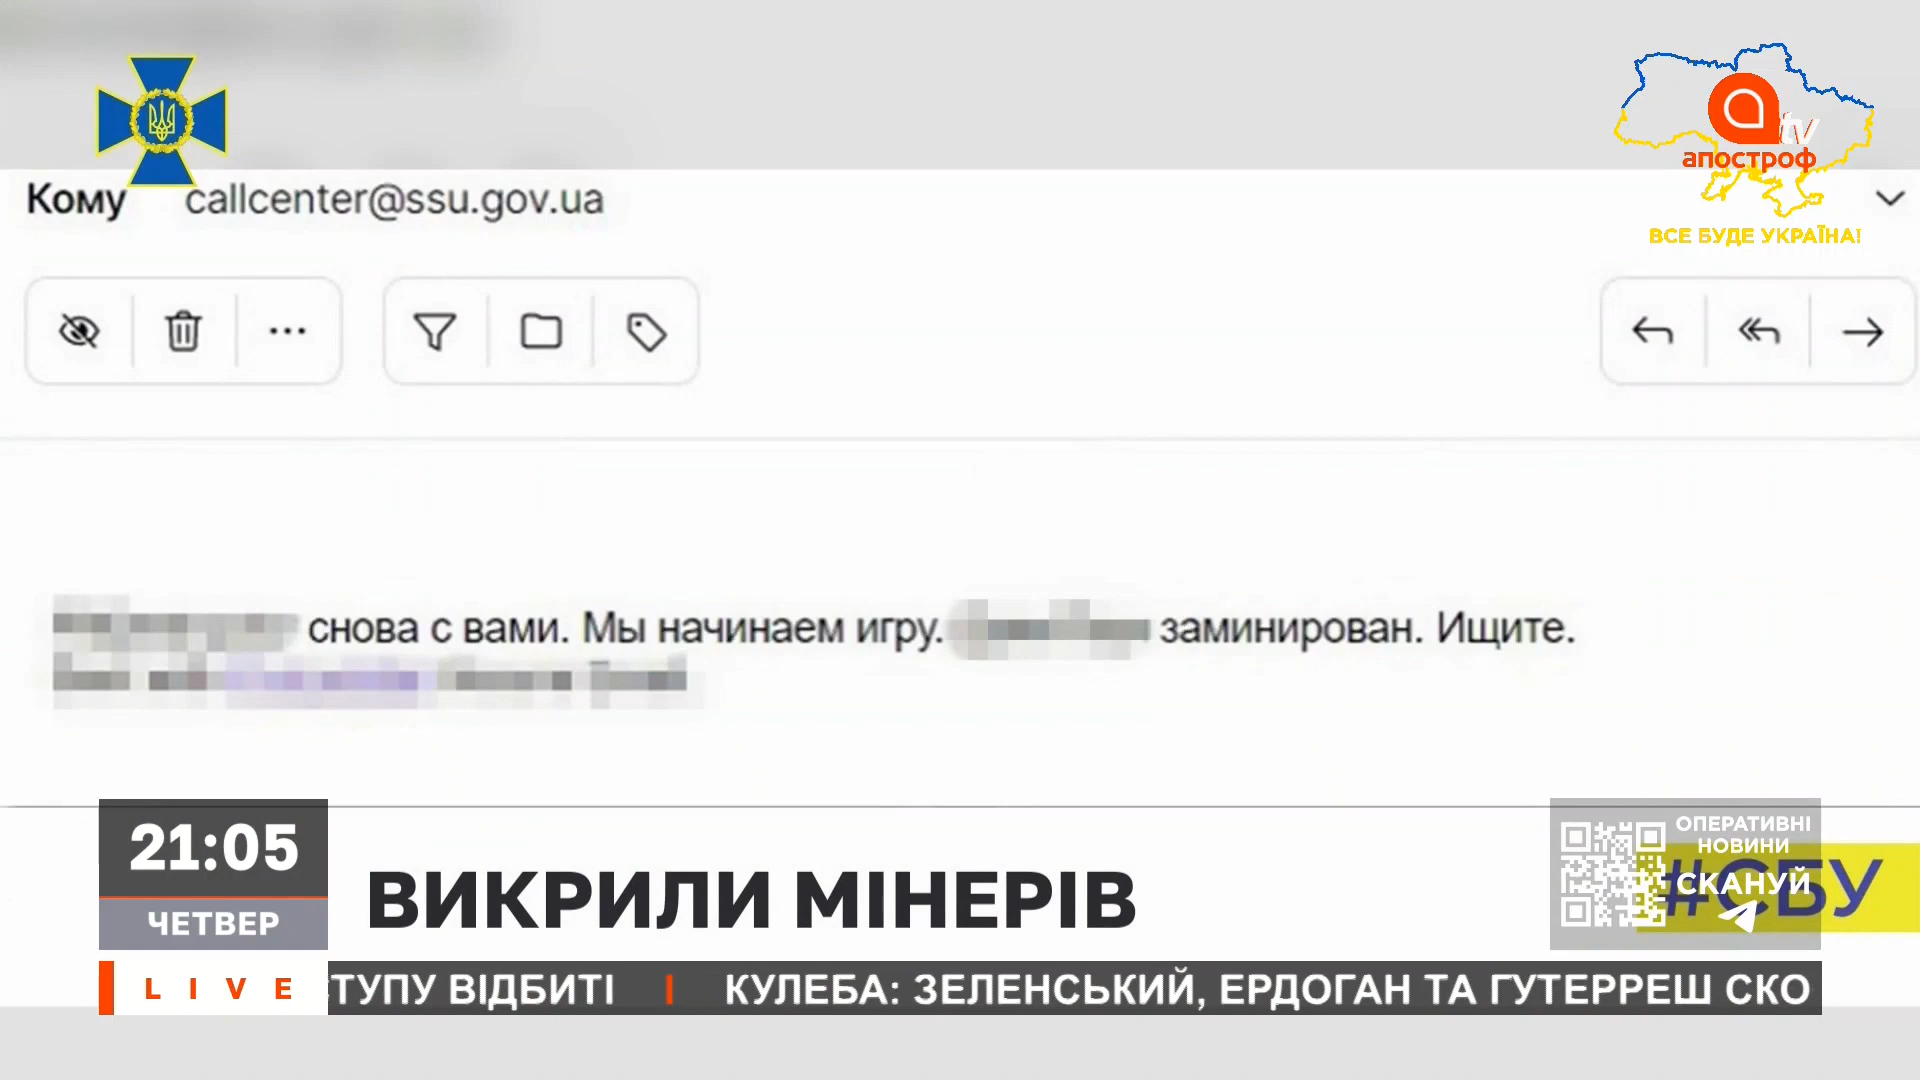 tv
апостроф
ВСЕ БУДЕ УКРАЇНА!
Кому callcenter@ssu.gov.ua
снова с вами. Мы начинаем игру. заминирован. Ищите.
21:05
ЧЕТВЕР
ВИКРИЛИ МІНЕРІВ
ОПЕРАТИВНІ
НОВИНИ
СКАНУЙ
#СБУ
LIVE
ТУПУ ВІДБИТІ | КУЛЕБА: ЗЕЛЕНСЬКИЙ, ЕРДОГАН ТА ГУТЕРРЕШ СКО